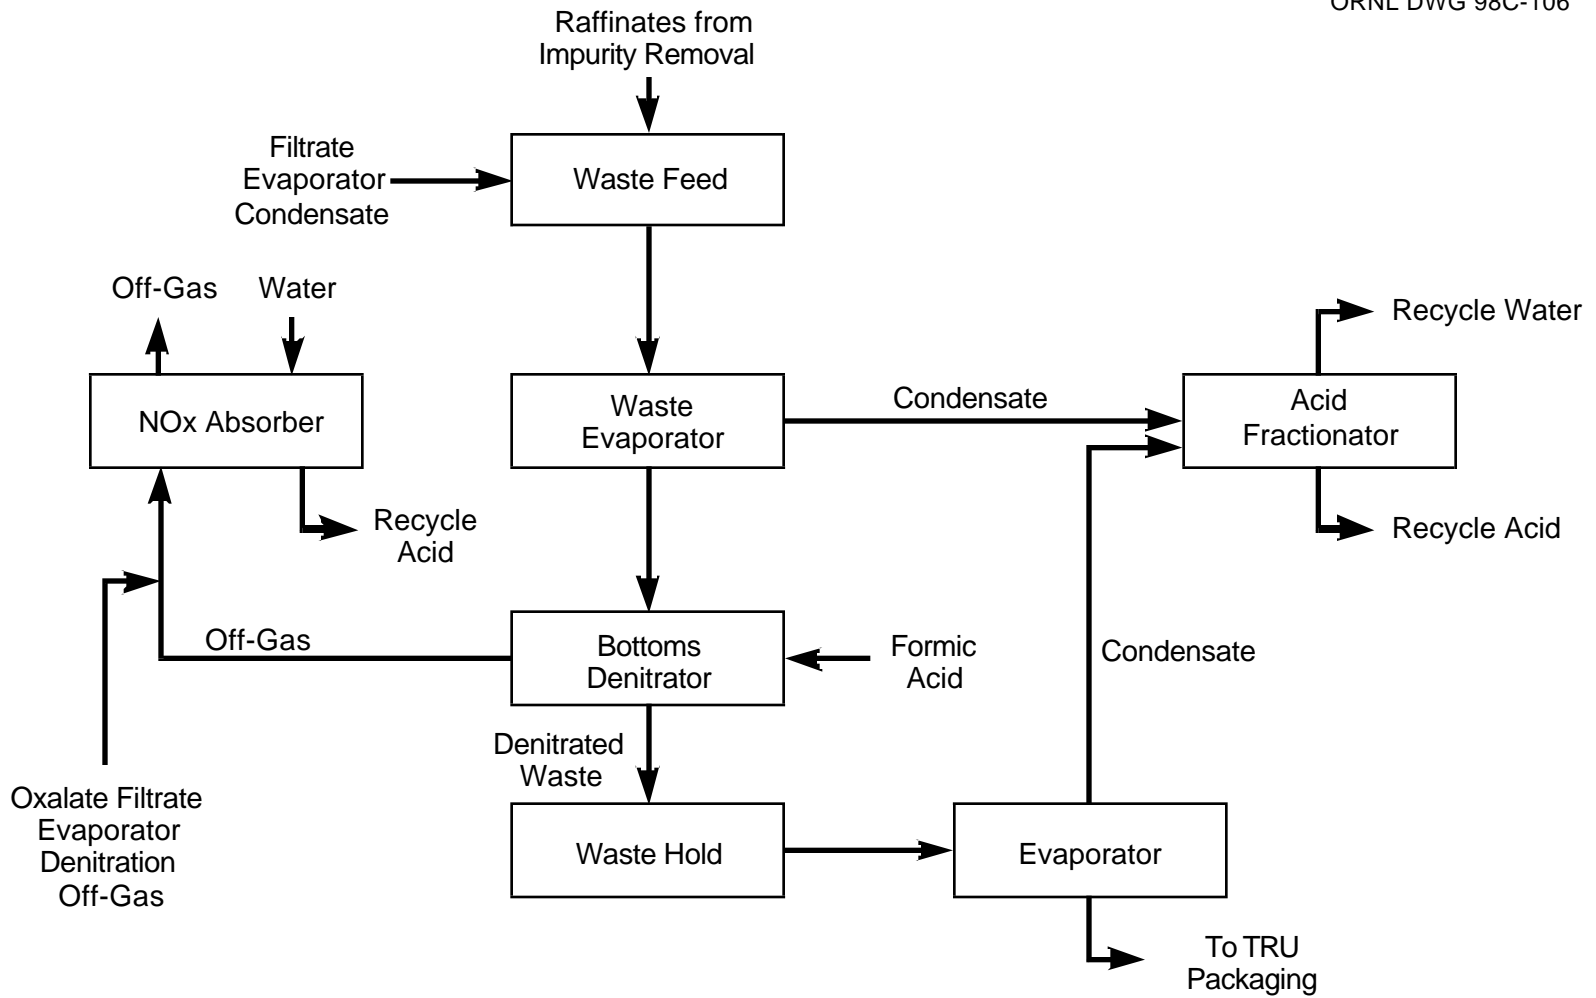 ORNL DWG 98C-106
Raffinates from
Impurity Removal
Filtrate
Evaporator
Condensate
Waste Feed
Off-Gas
Water
Recycle Water
NOx Absorber
Waste
Evaporator
Condensate
Acid
Fractionator
Recycle
Acid
Recycle Acid
Off-Gas
Bottoms
Denitrator
Formic
Acid
Condensate
Denitrated
Waste
Oxalate Filtrate
Evaporator
Denitration
Off-Gas
Waste Hold
Evaporator
To TRU
Packaging